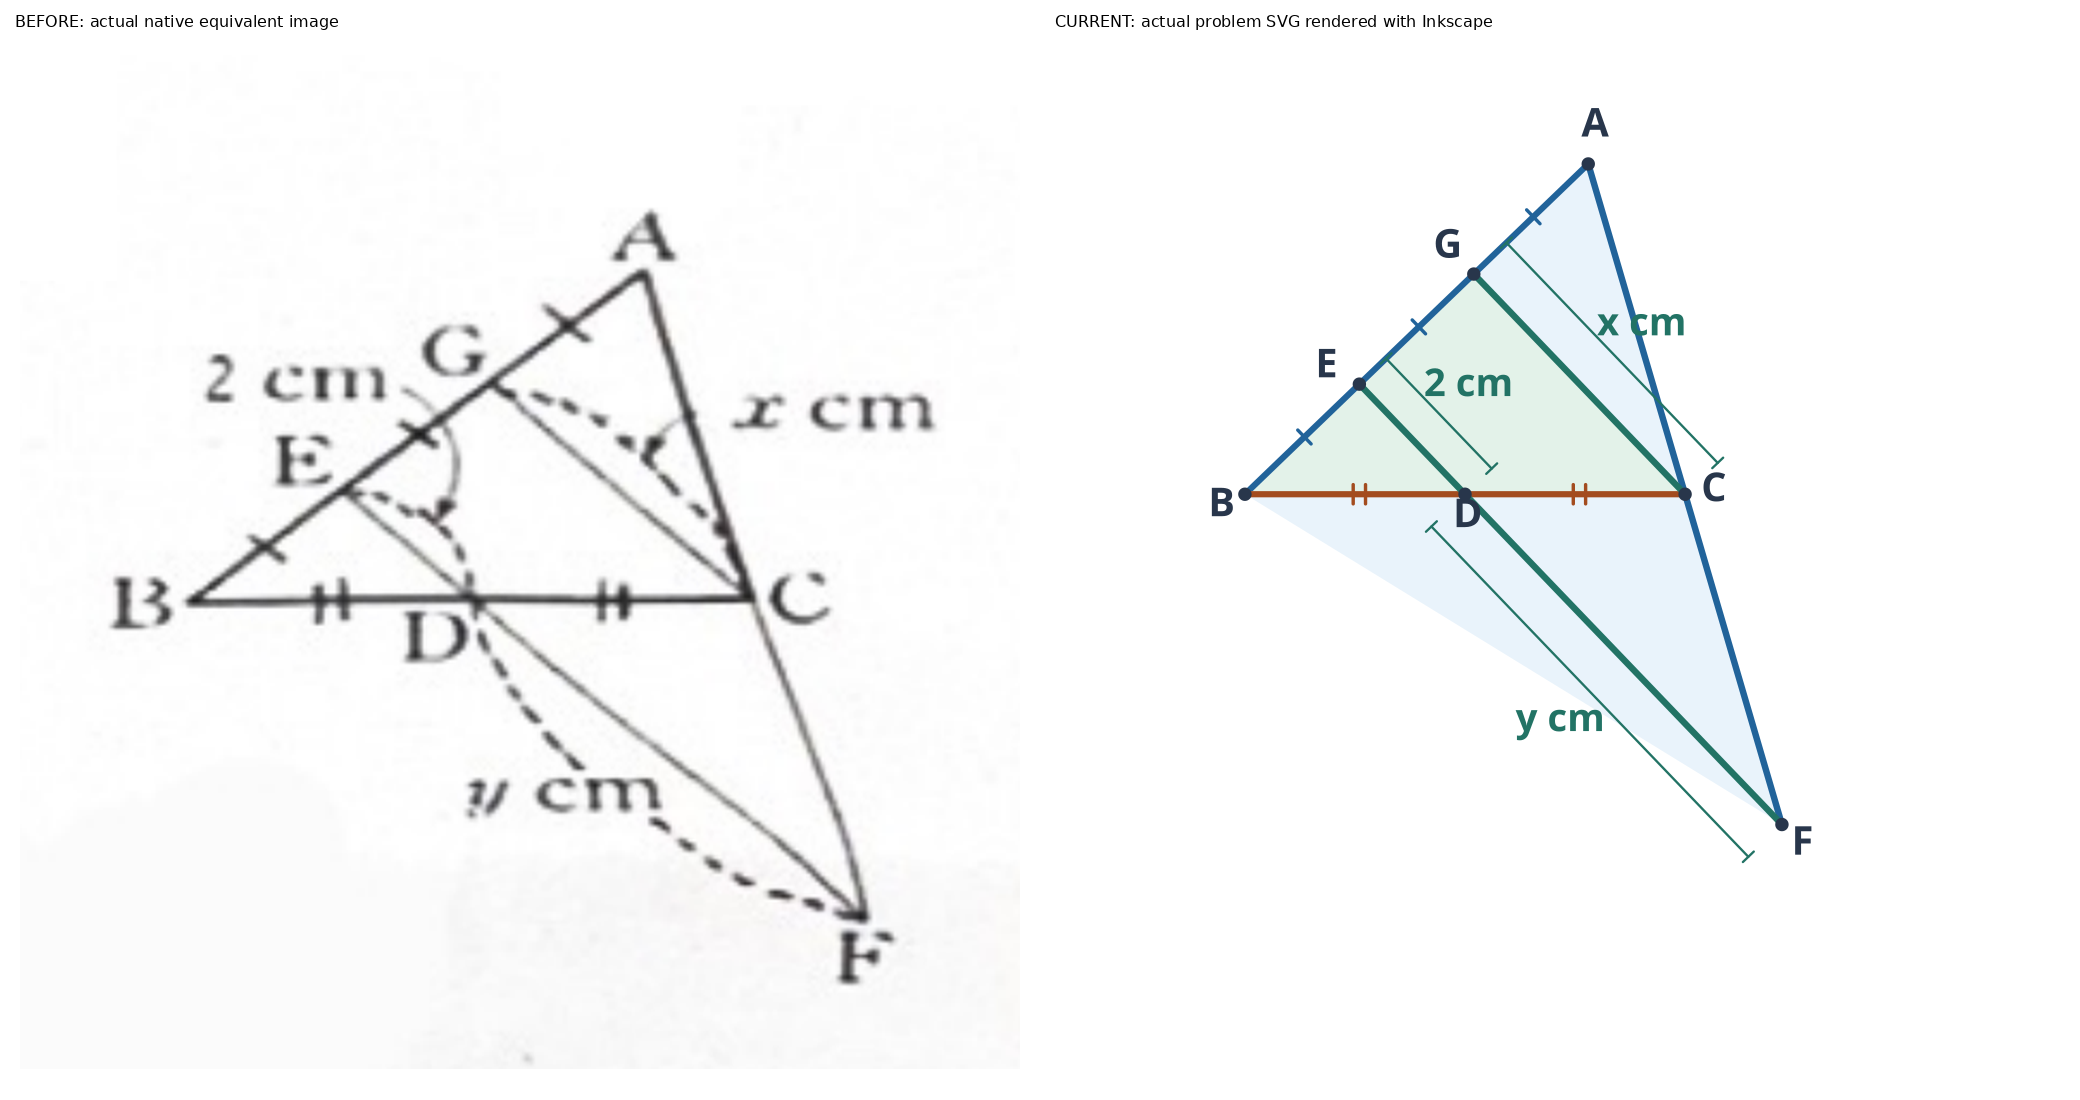 BEFORE: actual native equivalent image
CURRENT: actual problem SVG rendered with Inkscape
A
G
2 cm
x cm
E
B
D
C
y cm
F
A
G
x cm
E
2 cm
B
D
C
y cm
F